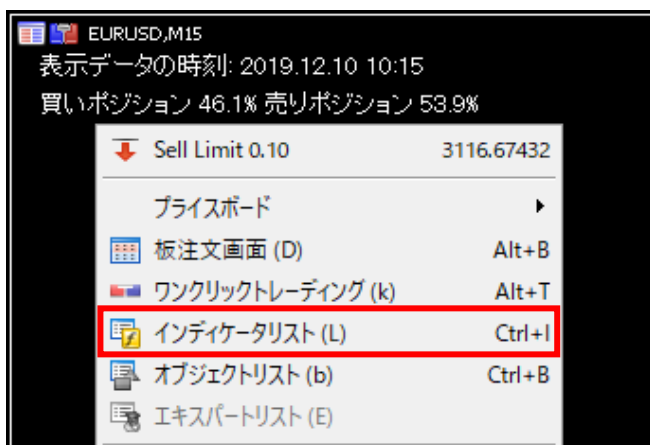 EURUSD,M15
表示データの時刻: 2019.12.10 10:15
買いポジション 46.1% 売りポジション 53.9%
Sell Limit 0.10 3116.67432
プライスボード
板注文画面 (D) Alt+B
ワンクリックトレーディング (k) Alt+T
インディケータリスト (L) Ctrl+I
オブジェクトリスト (b) Ctrl+B
エキスパートリスト (E)